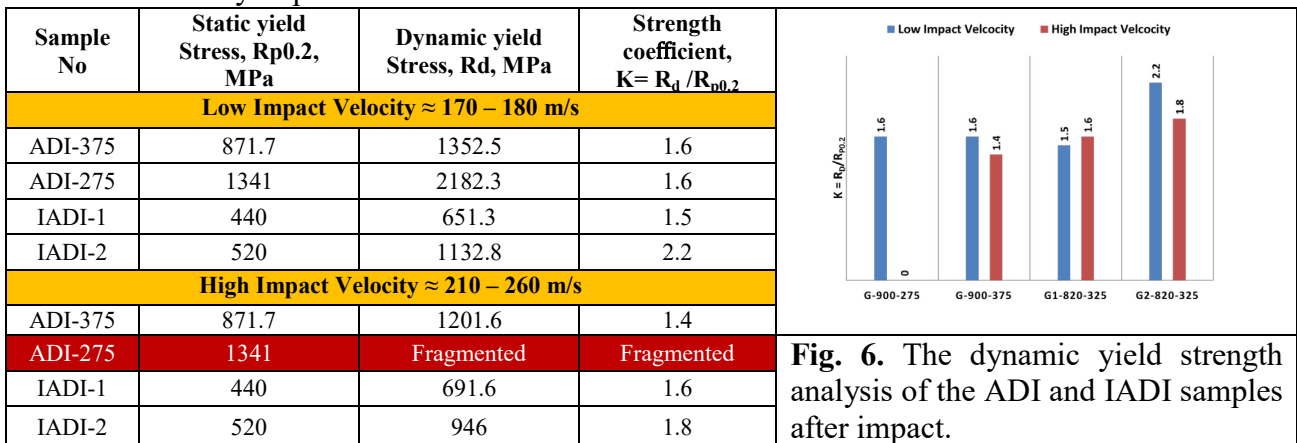 Sample No
Static yield Stress, Rp0.2, MPa
Dynamic yield Stress, Rd, MPa
Strength coefficient, K= Rd /Rp0.2
Low Impact Velocity ≈ 170 – 180 m/s
ADI-375 871.7 1352.5 1.6
ADI-275 1341 2182.3 1.6
IADI-1 440 651.3 1.5
IADI-2 520 1132.8 2.2
High Impact Velocity ≈ 210 – 260 m/s
ADI-375 871.7 1201.6 1.4
ADI-275 1341 Fragmented Fragmented
IADI-1 440 691.6 1.6
IADI-2 520 946 1.8
Low Impact Velcocity High Impact Velcocity
K = RD/RP0.2
1.6 0 1.6 1.4 1.5 1.6 2.2 1.8
G-900-275 G-900-375 G1-820-325 G2-820-325
Fig. 6. The dynamic yield strength
analysis of the ADI and IADI samples
after impact.